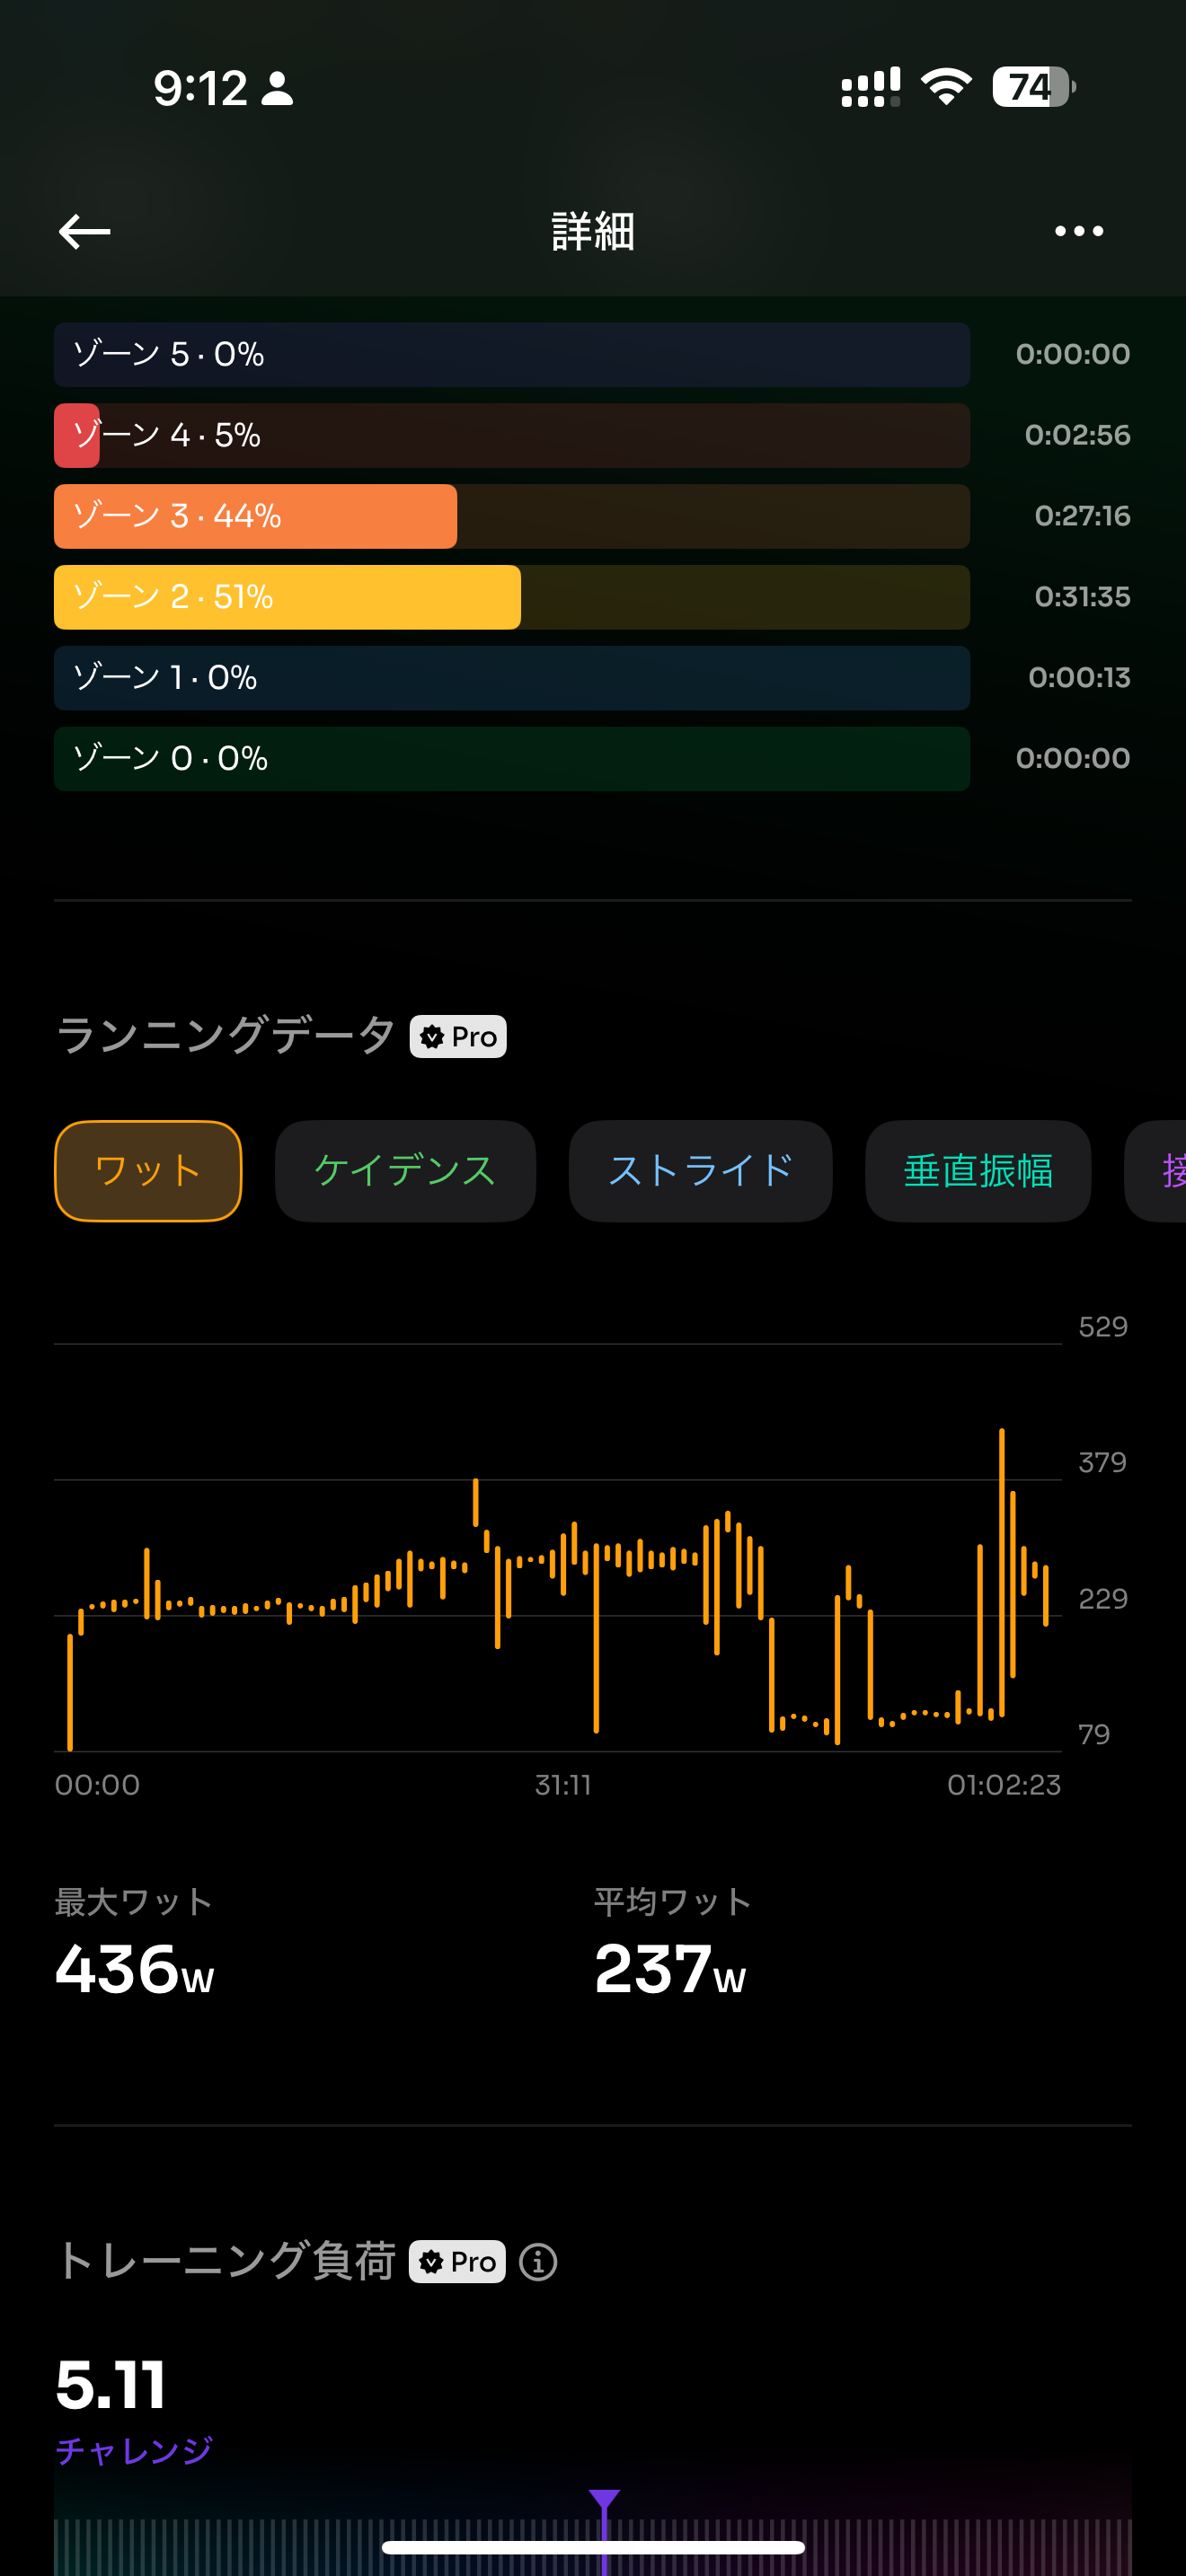 9:12
74
詳細
ゾーン 5 · 0% 0:00:00
ゾーン 4 · 5% 0:02:56
ゾーン 3 · 44% 0:27:16
ゾーン 2 · 51% 0:31:35
ゾーン 1 · 0% 0:00:13
ゾーン 0 · 0% 0:00:00
ランニングデータ Pro
ワット ケイデンス ストライド 垂直振幅 接
529
379
229
79
00:00 31:11 01:02:23
最大ワット 平均ワット
436W 237W
トレーニング負荷 Pro
5.11
チャレンジ